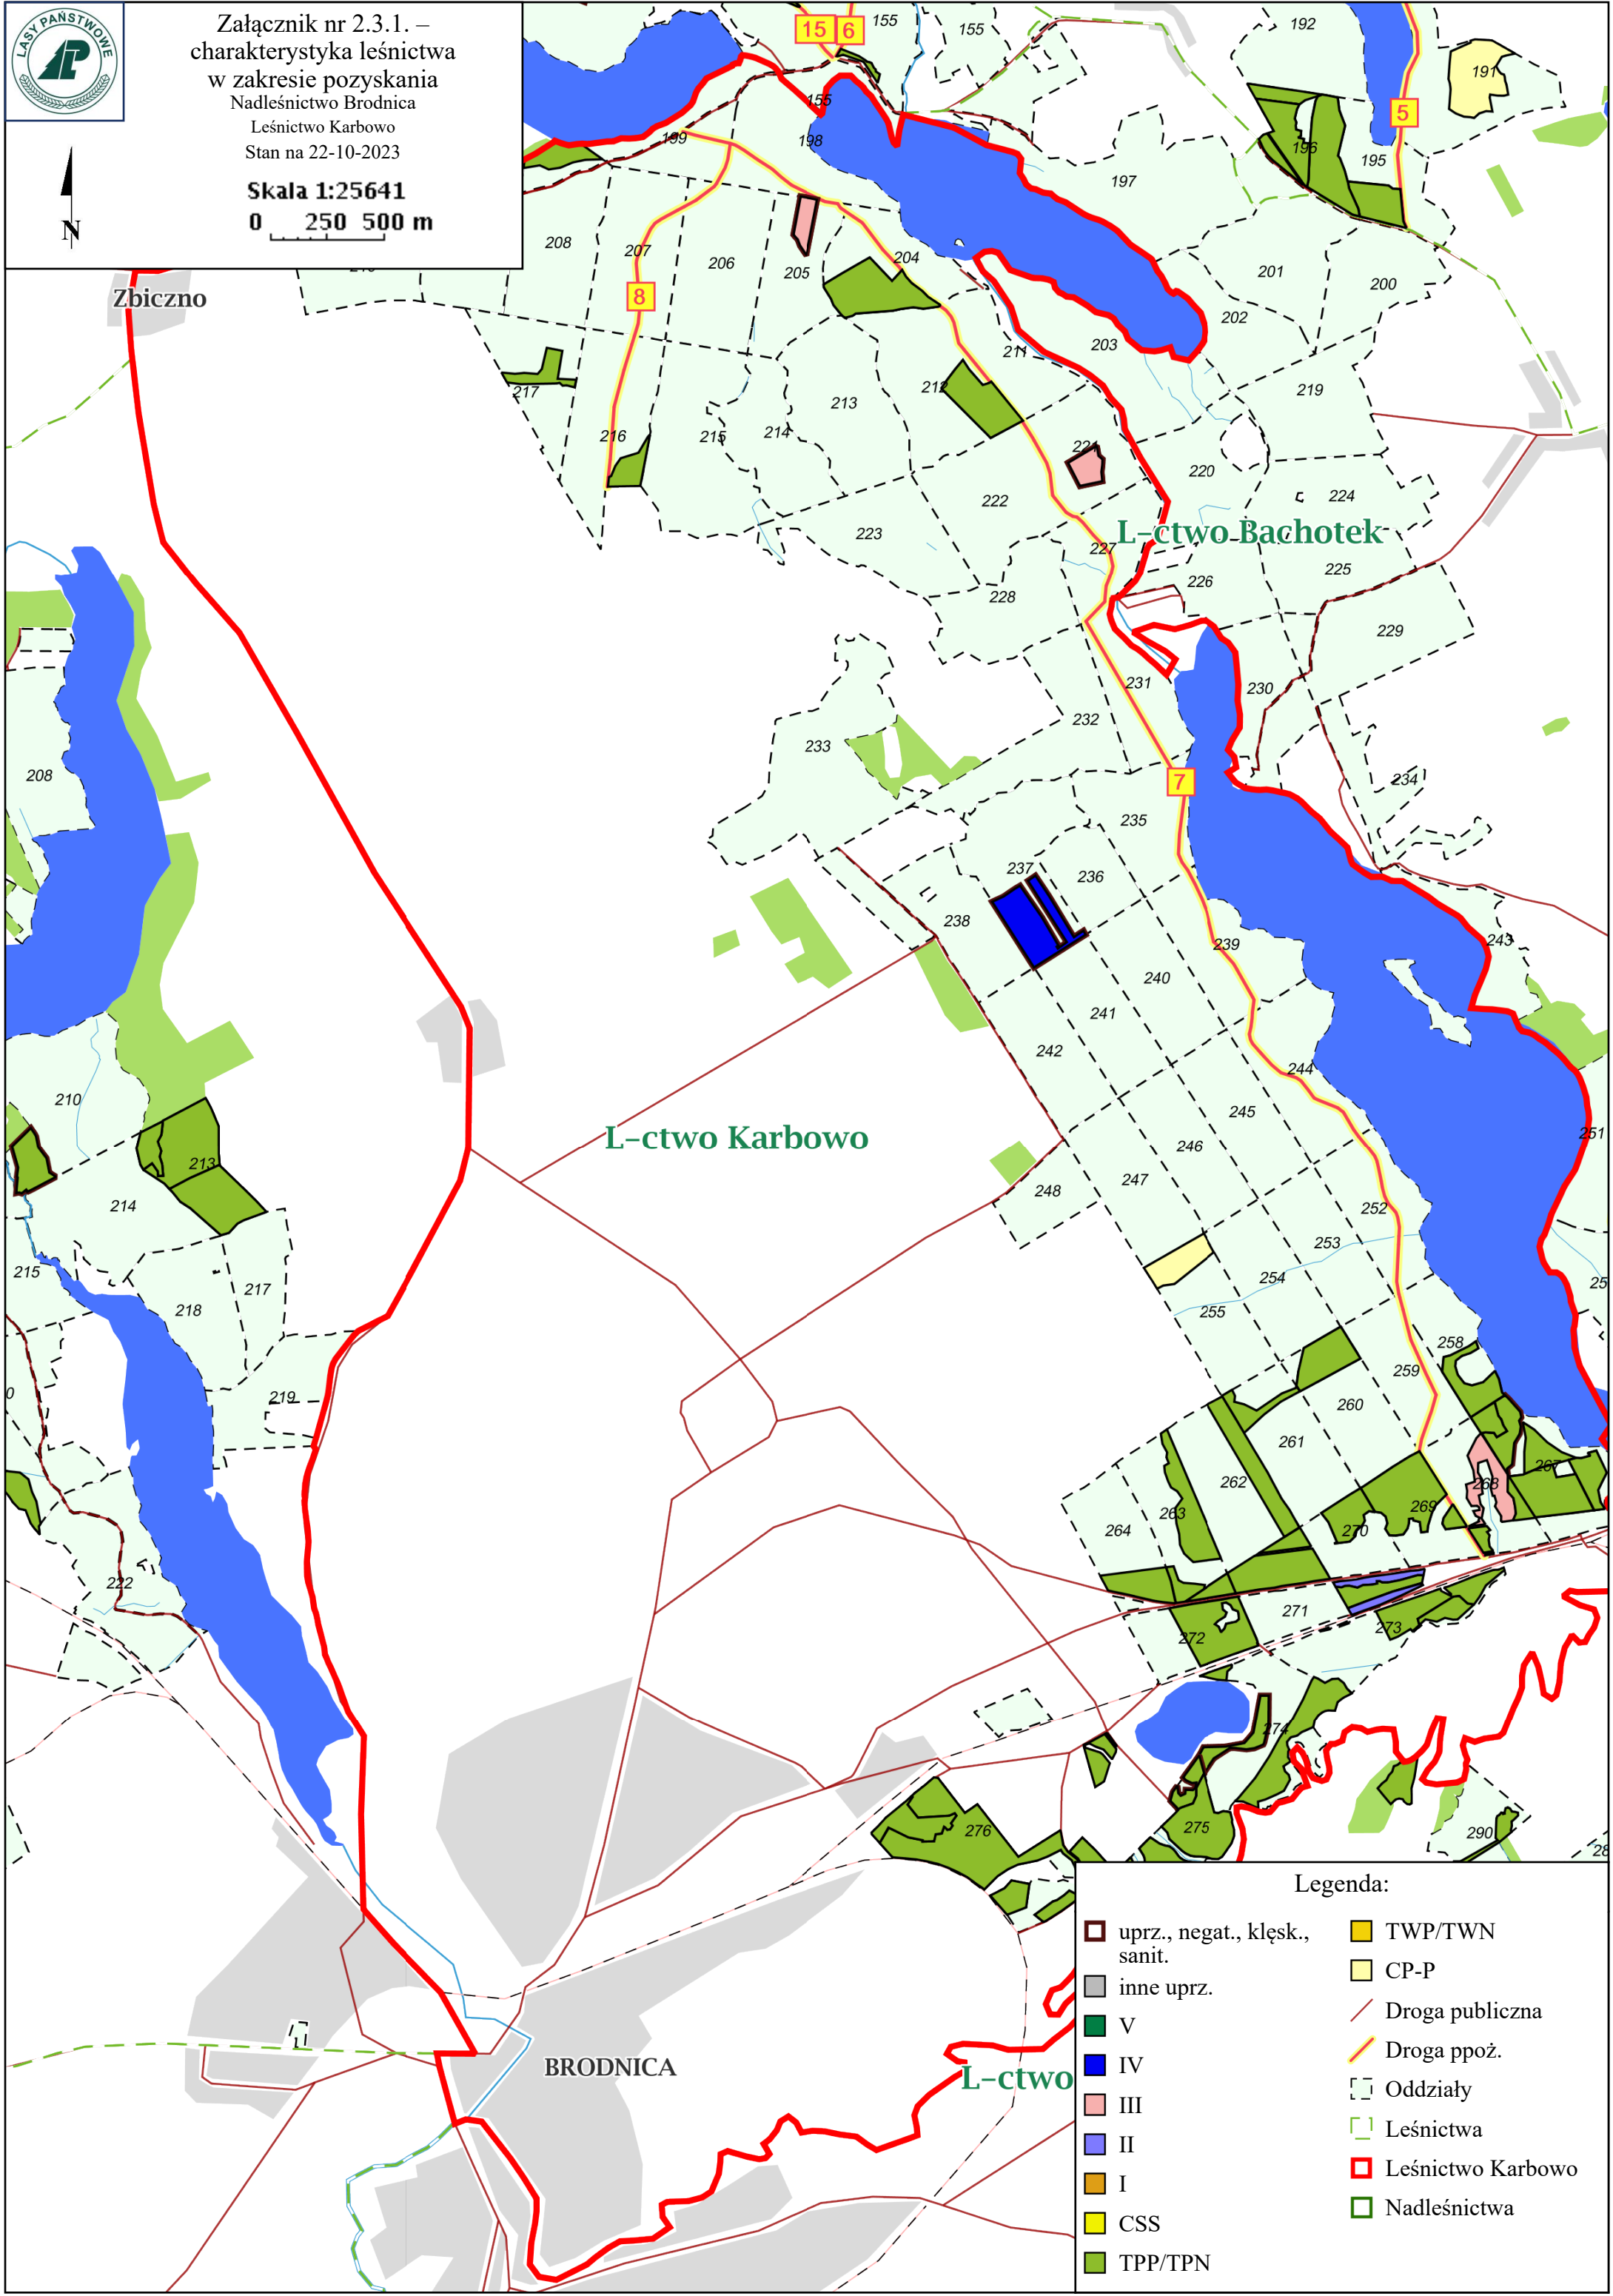 LASY PAŃSTWOWE
Załącznik nr 2.3.1. –
charakterystyka leśnictwa
w zakresie pozyskania
Nadleśnictwo Brodnica
Leśnictwo Karbowo
Stan na 22-10-2023
Skala 1:25641
0 250 500 m
N
15 6 155 155 192
191
5
155
199 198 196 195
197
208 207 206 205 204 201 200
Zbiczno
8 202
211 203
217 212 213 219
216 215 214 221 220
222 224
223 L-ctwo Bachotek
227
228 226 225
229
231 230
232
233
208 7 234
235
237 236
238 239 243
240
241
242
210 244
245
L-ctwo Karbowo 246 251
213 247
214 248 252
253
215 254
217 255 25
218
258
259
0 219 260
261
262 268 267
263 269
264 270
222
271
272 273
274
275
276 290
28
1
BRODNICA
L-ctwo
Legenda:
uprz., negat., klęsk.,
sanit.
inne uprz.
V
IV
III
II
I
CSS
TPP/TPN
TWP/TWN
CP-P
Droga publiczna
Droga ppoż.
Oddziały
Leśnictwa
Leśnictwo Karbowo
Nadleśnictwa